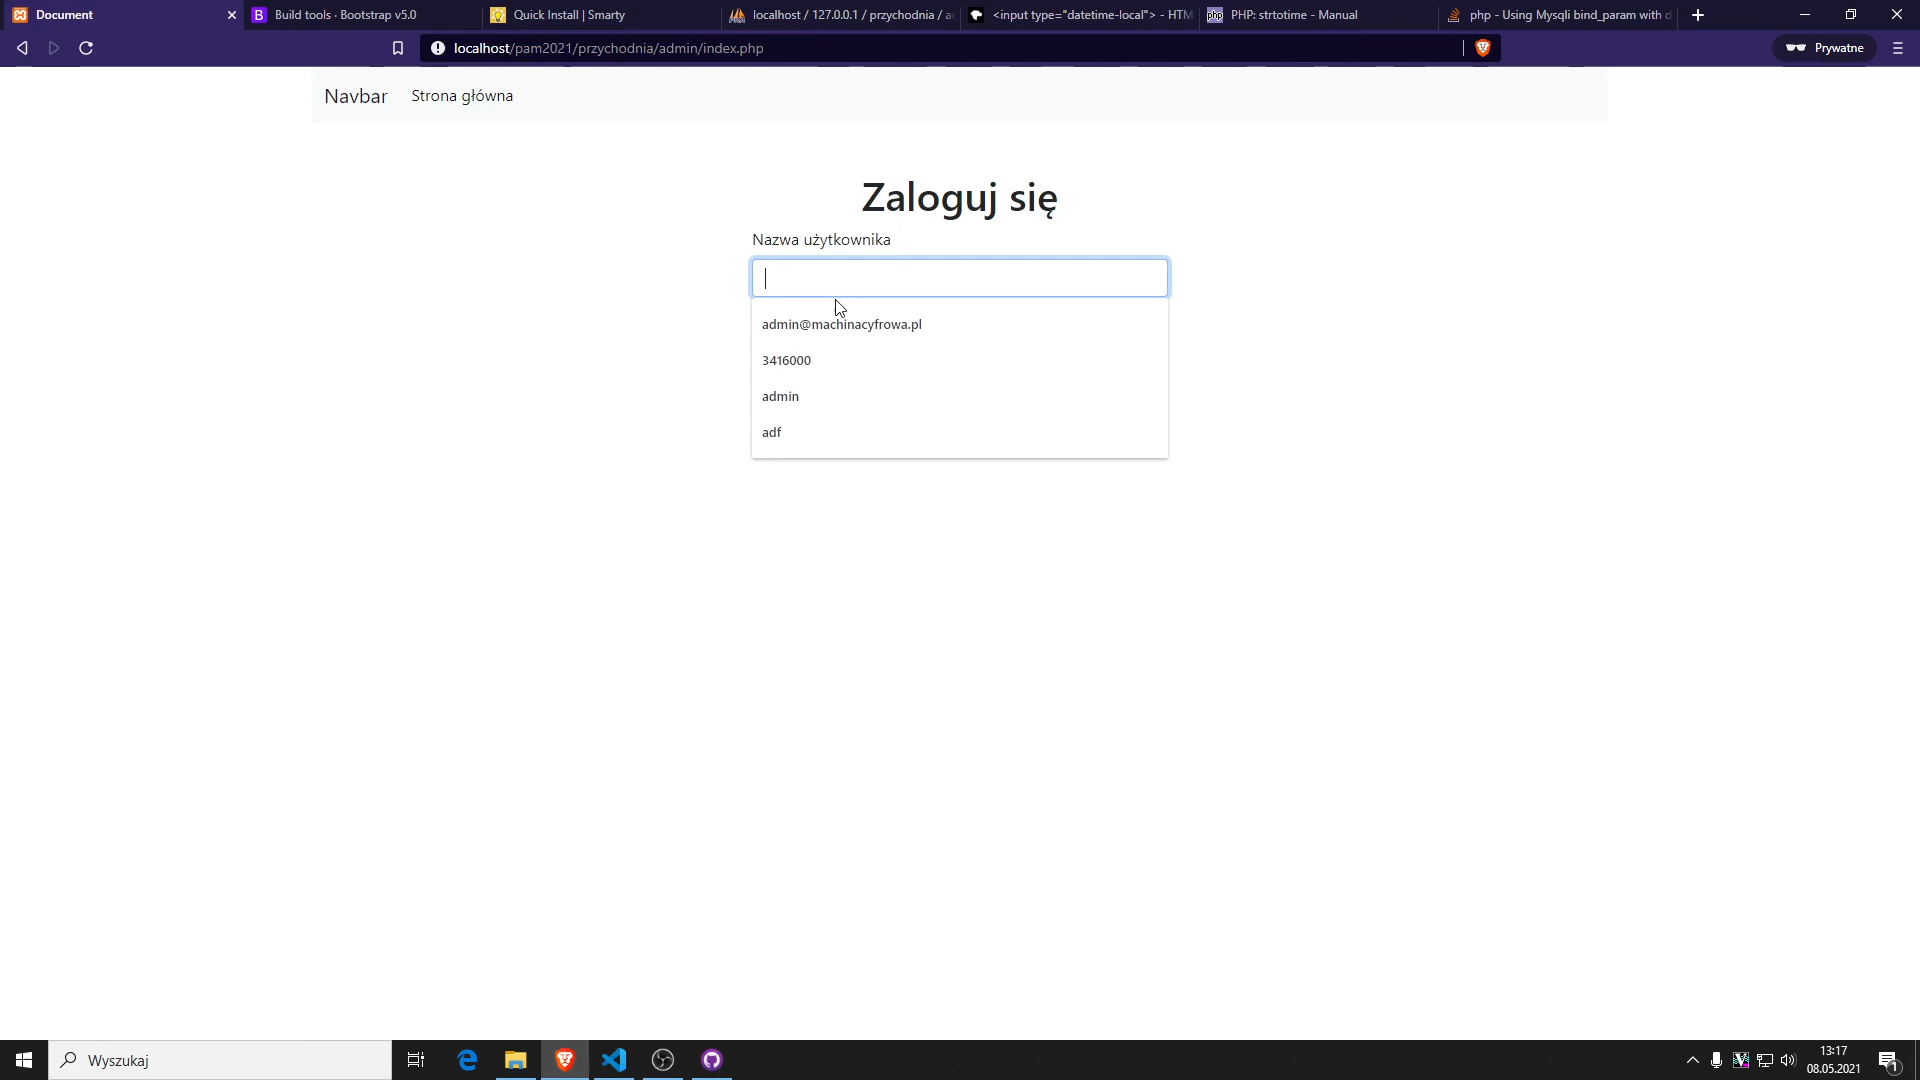 Document
Build tools · Bootstrap v5.0
Quick Install | Smarty
localhost / 127.0.0.1 / przychodnia / ac
<input type="datetime-local"> - HTM
PHP: strtotime - Manual
php - Using Mysqli bind_param with d
localhost/pam2021/przychodnia/admin/index.php
Prywatne
Navbar
Strona główna
Zaloguj się
Nazwa użytkownika
admin@machinacyfrowa.pl
3416000
admin
adf
Wyszukaj
13:17
08.05.2021
1